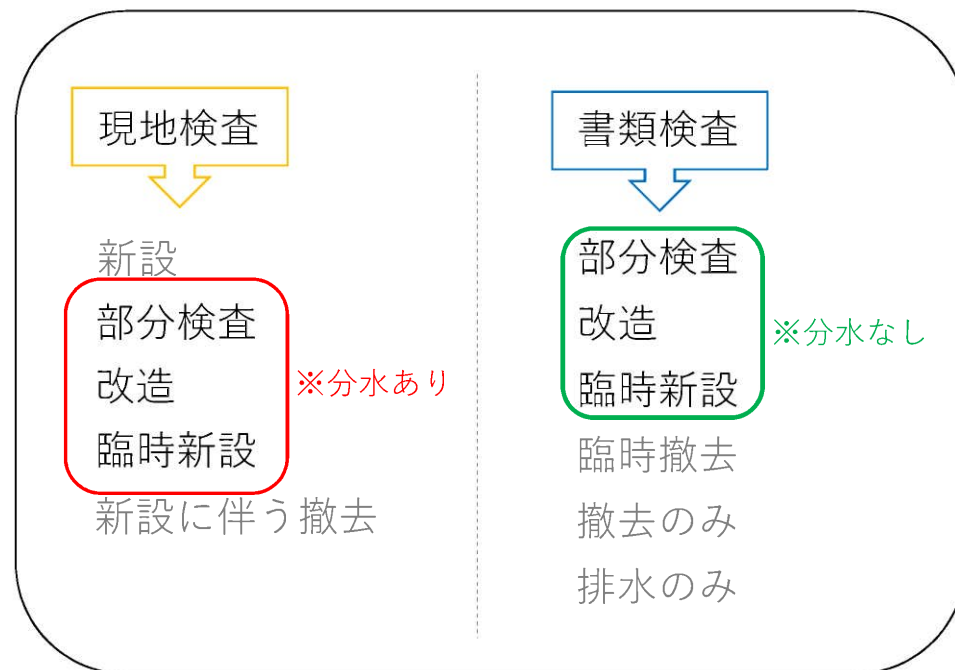 現地検査
新設
部分検査
改造
臨時新設
※分水あり
新設に伴う撤去
書類検査
部分検査
改造
臨時新設
※分水なし
臨時撤去
撤去のみ
排水のみ